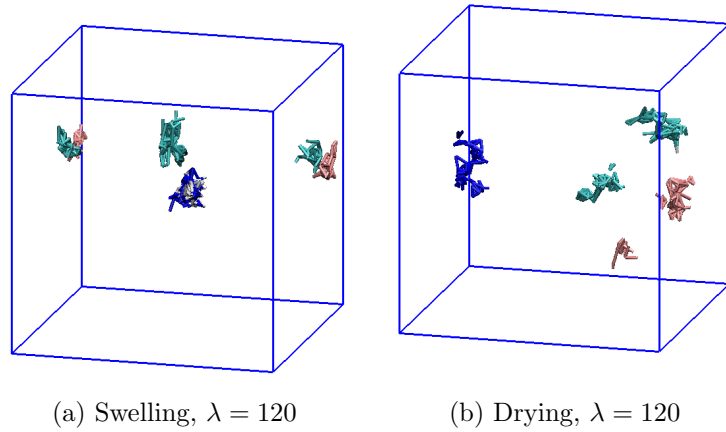 (a) Swelling, λ = 120
(b) Drying, λ = 120